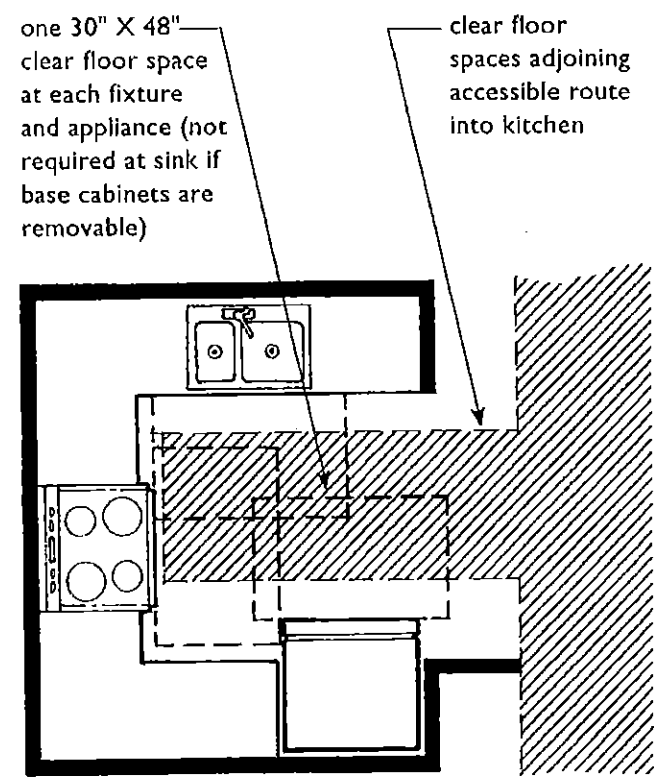 one 30" X 48"
clear floor space
at each fixture
and appliance (not
required at sink if
base cabinets are
removable)
clear floor
spaces adjoining
accessible route
into kitchen